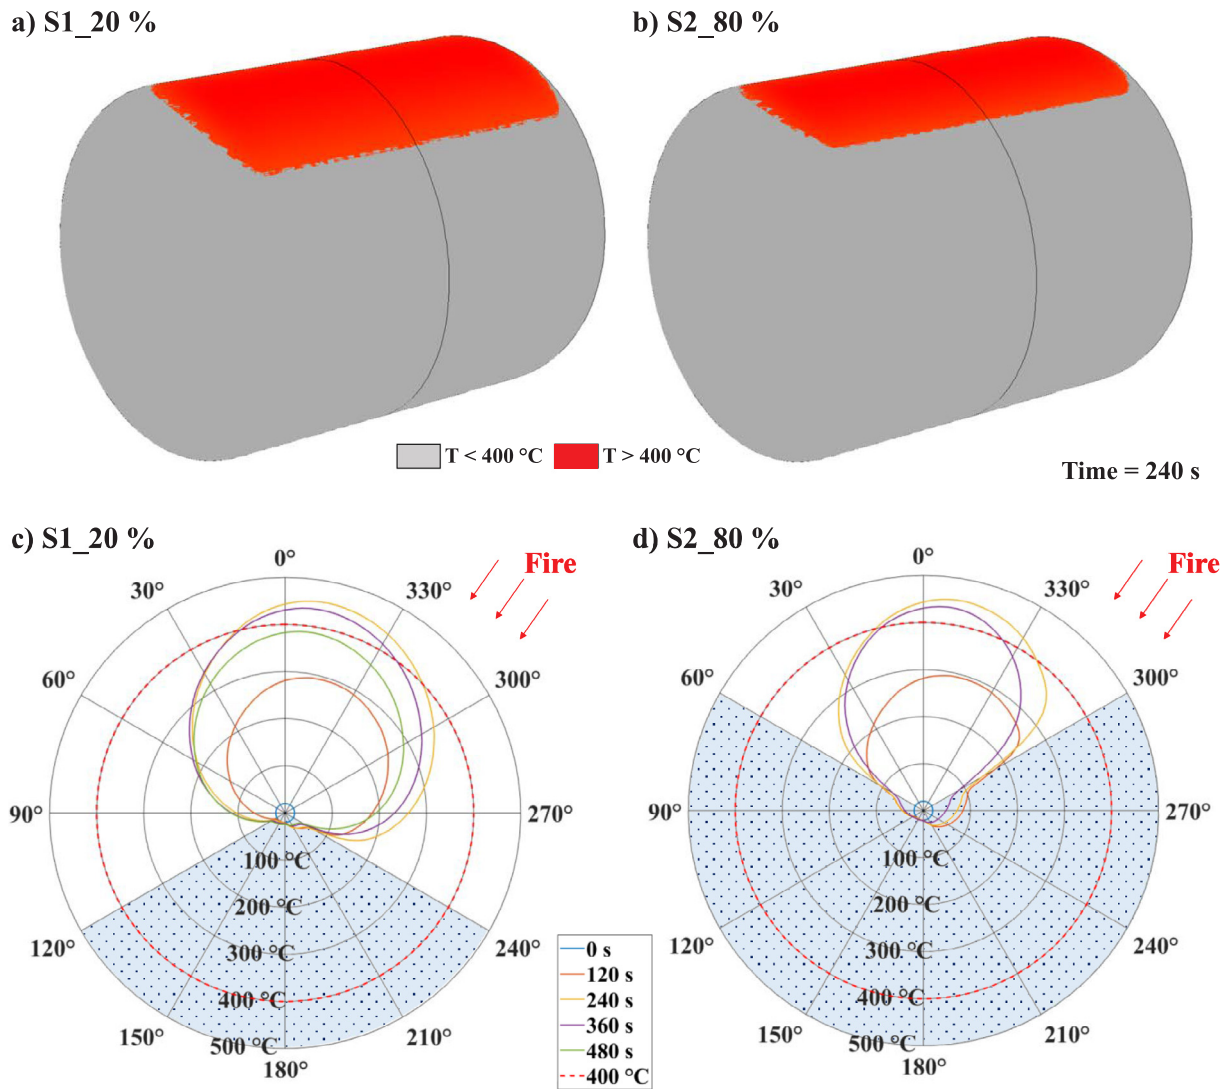 a) S1_20 %
b) S2_80 %
T < 400 °C
T > 400 °C
Time = 240 s
c) S1_20 %
d) S2_80 %
0°
30°
330°
Fire
60°
300°
90°
270°
100 °C
200 °C
120°
240°
300 °C
400 °C
150°
210°
500 °C
180°
0 s
120 s
240 s
360 s
480 s
400 °C
0°
30°
330°
Fire
60°
300°
90°
270°
100 °C
200 °C
120°
240°
300 °C
400 °C
150°
210°
500 °C
180°